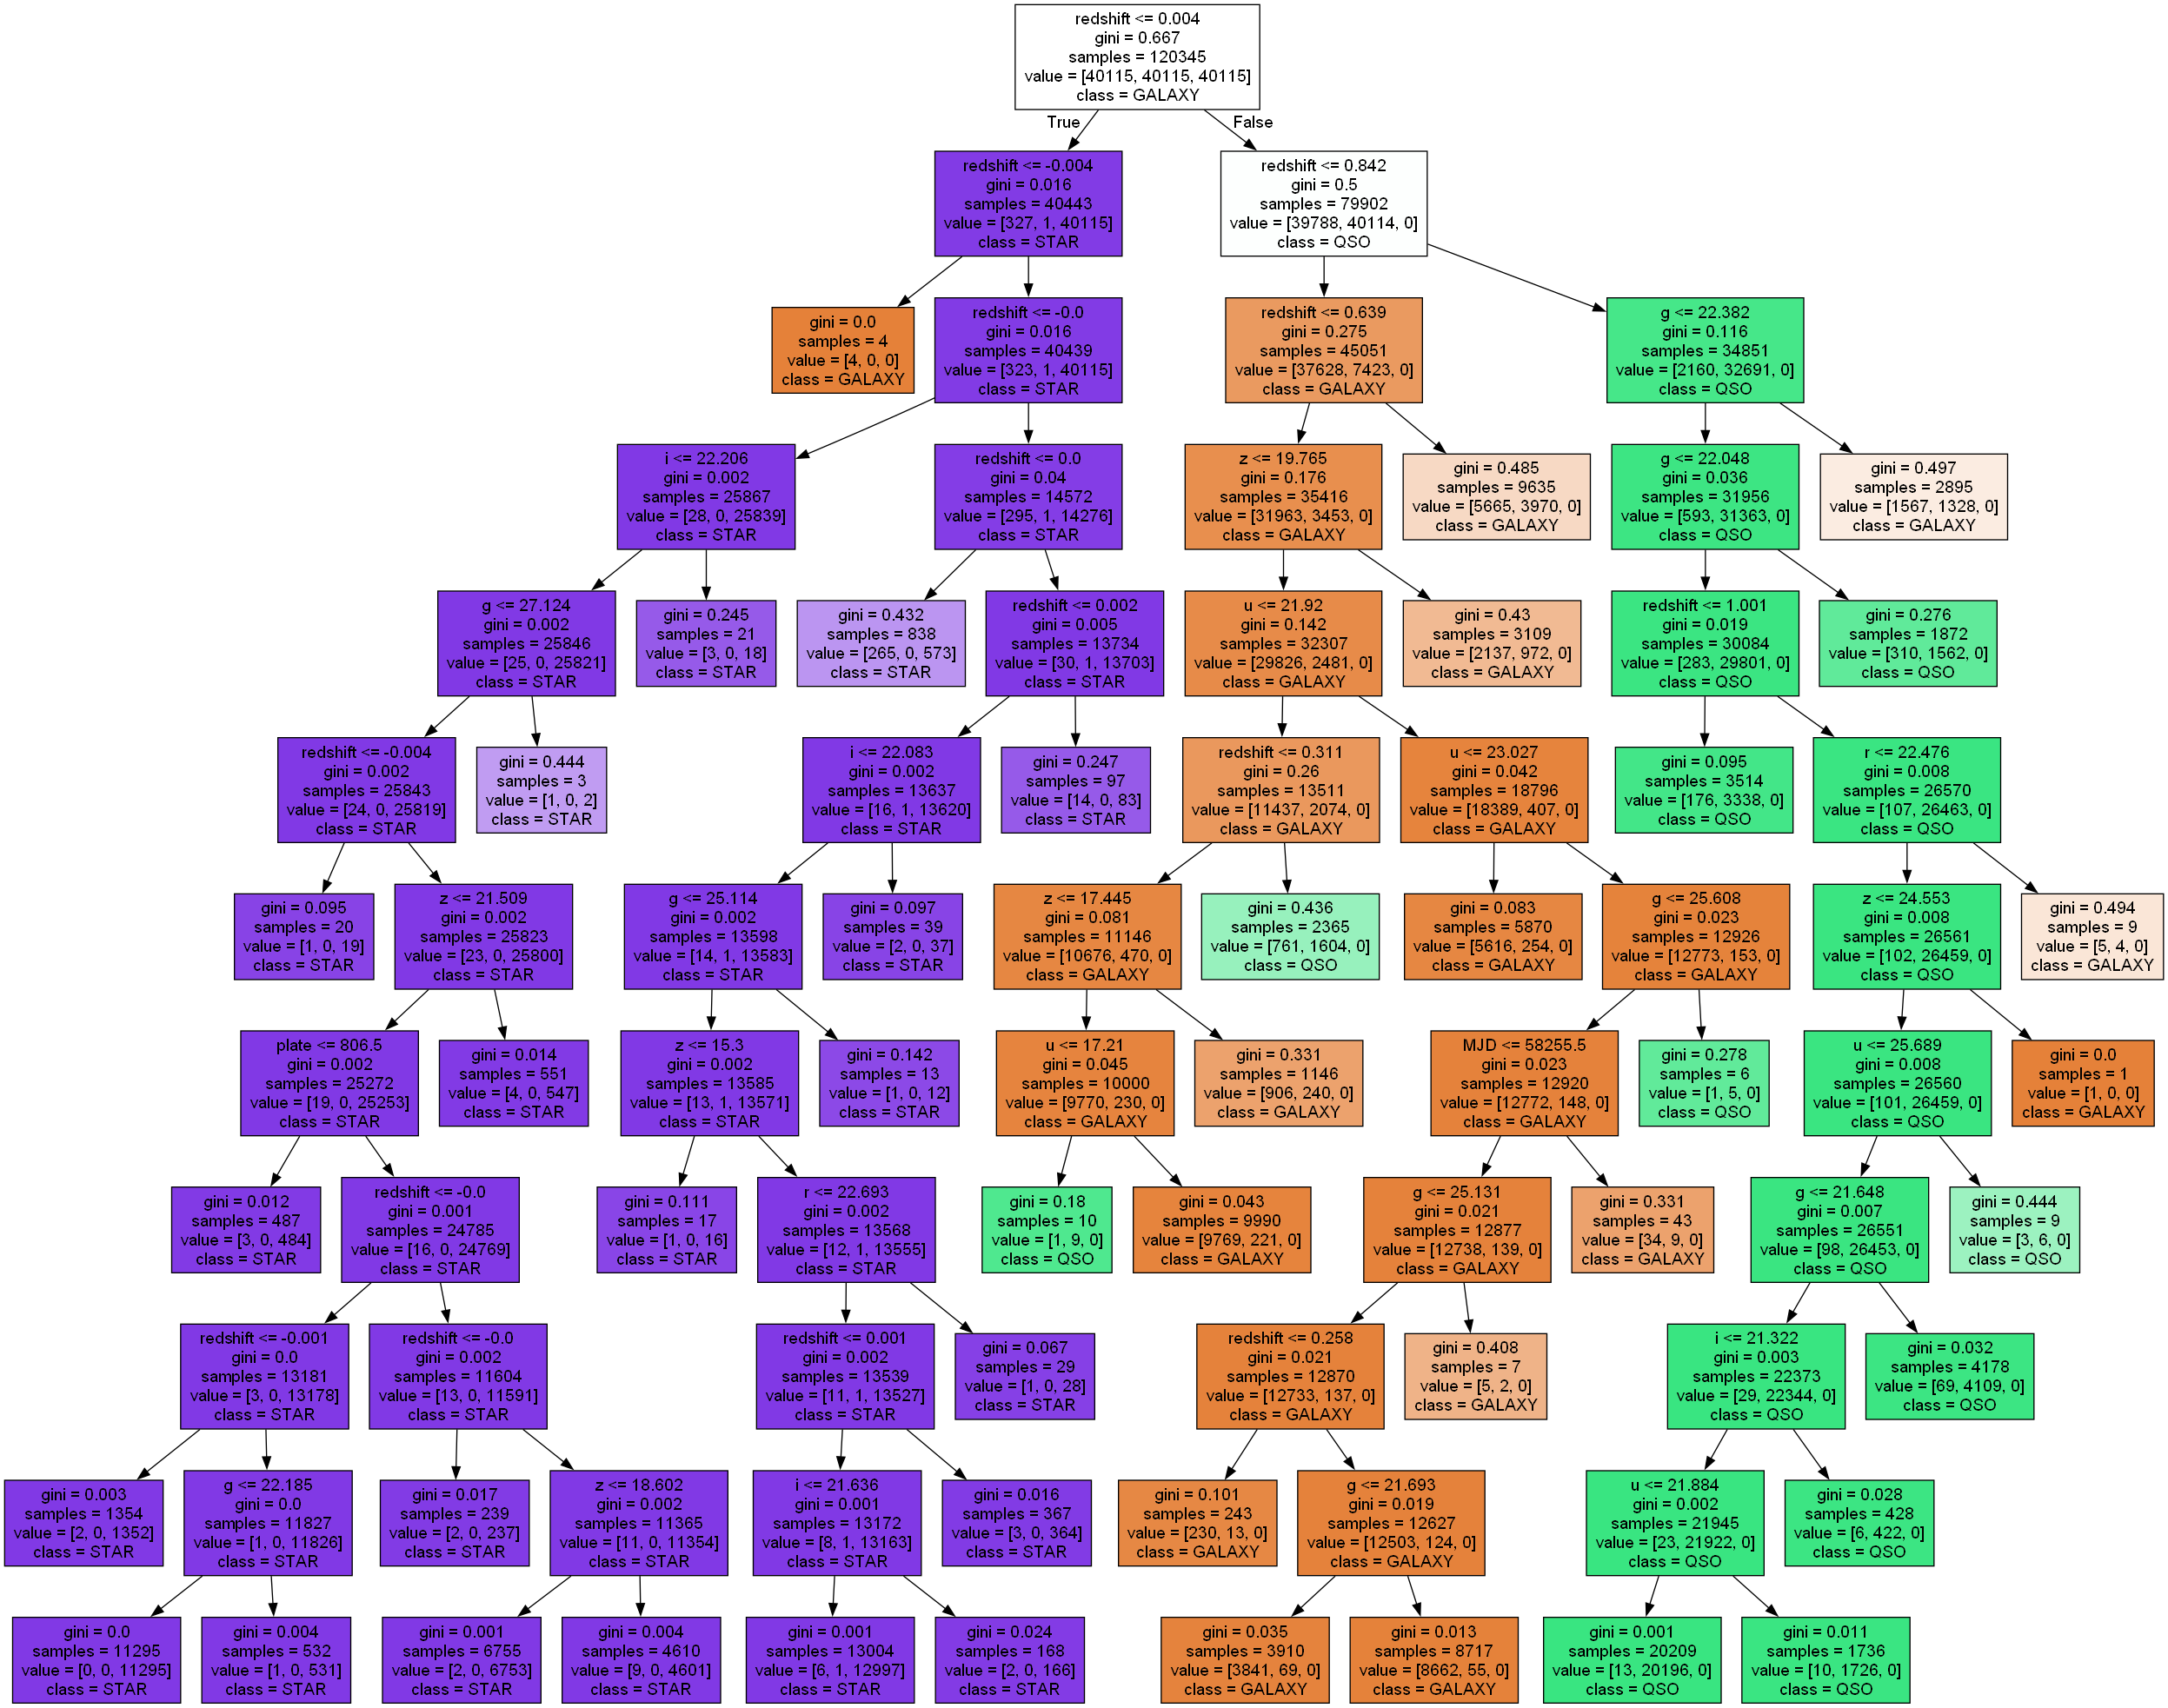 redshift <= 0.004
gini = 0.667
samples = 120345
value = [40115, 40115, 40115]
class = GALAXY
True
False
redshift <= -0.004
gini = 0.016
samples = 40443
value = [327, 1, 40115]
class = STAR
redshift <= 0.842
gini = 0.5
samples = 79902
value = [39788, 40114, 0]
class = QSO
gini = 0.0
samples = 4
value = [4, 0, 0]
class = GALAXY
redshift <= -0.0
gini = 0.016
samples = 40439
value = [323, 1, 40115]
class = STAR
redshift <= 0.639
gini = 0.275
samples = 45051
value = [37628, 7423, 0]
class = GALAXY
g <= 22.382
gini = 0.116
samples = 34851
value = [2160, 32691, 0]
class = QSO
i <= 22.206
gini = 0.002
samples = 25867
value = [28, 0, 25839]
class = STAR
redshift <= 0.0
gini = 0.04
samples = 14572
value = [295, 1, 14276]
class = STAR
z <= 19.765
gini = 0.176
samples = 35416
value = [31963, 3453, 0]
class = GALAXY
gini = 0.485
samples = 9635
value = [5665, 3970, 0]
class = GALAXY
g <= 22.048
gini = 0.036
samples = 31956
value = [593, 31363, 0]
class = QSO
gini = 0.497
samples = 2895
value = [1567, 1328, 0]
class = GALAXY
g <= 27.124
gini = 0.002
samples = 25846
value = [25, 0, 25821]
class = STAR
gini = 0.245
samples = 21
value = [3, 0, 18]
class = STAR
gini = 0.432
samples = 838
value = [265, 0, 573]
class = STAR
redshift <= 0.002
gini = 0.005
samples = 13734
value = [30, 1, 13703]
class = STAR
u <= 21.92
gini = 0.142
samples = 32307
value = [29826, 2481, 0]
class = GALAXY
gini = 0.43
samples = 3109
value = [2137, 972, 0]
class = GALAXY
redshift <= 1.001
gini = 0.019
samples = 30084
value = [283, 29801, 0]
class = QSO
gini = 0.276
samples = 1872
value = [310, 1562, 0]
class = QSO
redshift <= -0.004
gini = 0.002
samples = 25843
value = [24, 0, 25819]
class = STAR
gini = 0.444
samples = 3
value = [1, 0, 2]
class = STAR
i <= 22.083
gini = 0.002
samples = 13637
value = [16, 1, 13620]
class = STAR
gini = 0.247
samples = 97
value = [14, 0, 83]
class = STAR
redshift <= 0.311
gini = 0.26
samples = 13511
value = [11437, 2074, 0]
class = GALAXY
u <= 23.027
gini = 0.042
samples = 18796
value = [18389, 407, 0]
class = GALAXY
gini = 0.095
samples = 3514
value = [176, 3338, 0]
class = QSO
r <= 22.476
gini = 0.008
samples = 26570
value = [107, 26463, 0]
class = QSO
gini = 0.095
samples = 20
value = [1, 0, 19]
class = STAR
z <= 21.509
gini = 0.002
samples = 25823
value = [23, 0, 25800]
class = STAR
g <= 25.114
gini = 0.002
samples = 13598
value = [14, 1, 13583]
class = STAR
gini = 0.097
samples = 39
value = [2, 0, 37]
class = STAR
z <= 17.445
gini = 0.081
samples = 11146
value = [10676, 470, 0]
class = GALAXY
gini = 0.436
samples = 2365
value = [761, 1604, 0]
class = QSO
gini = 0.083
samples = 5870
value = [5616, 254, 0]
class = GALAXY
g <= 25.608
gini = 0.023
samples = 12926
value = [12773, 153, 0]
class = GALAXY
z <= 24.553
gini = 0.008
samples = 26561
value = [102, 26459, 0]
class = QSO
gini = 0.494
samples = 9
value = [5, 4, 0]
class = GALAXY
plate <= 806.5
gini = 0.002
samples = 25272
value = [19, 0, 25253]
class = STAR
gini = 0.014
samples = 551
value = [4, 0, 547]
class = STAR
z <= 15.3
gini = 0.002
samples = 13585
value = [13, 1, 13571]
class = STAR
gini = 0.142
samples = 13
value = [1, 0, 12]
class = STAR
u <= 17.21
gini = 0.045
samples = 10000
value = [9770, 230, 0]
class = GALAXY
gini = 0.331
samples = 1146
value = [906, 240, 0]
class = GALAXY
MJD <= 58255.5
gini = 0.023
samples = 12920
value = [12772, 148, 0]
class = GALAXY
gini = 0.278
samples = 6
value = [1, 5, 0]
class = QSO
u <= 25.689
gini = 0.008
samples = 26560
value = [101, 26459, 0]
class = QSO
gini = 0.0
samples = 1
value = [1, 0, 0]
class = GALAXY
gini = 0.012
samples = 487
value = [3, 0, 484]
class = STAR
redshift <= -0.0
gini = 0.001
samples = 24785
value = [16, 0, 24769]
class = STAR
gini = 0.111
samples = 17
value = [1, 0, 16]
class = STAR
r <= 22.693
gini = 0.002
samples = 13568
value = [12, 1, 13555]
class = STAR
gini = 0.18
samples = 10
value = [1, 9, 0]
class = QSO
gini = 0.043
samples = 9990
value = [9769, 221, 0]
class = GALAXY
g <= 25.131
gini = 0.021
samples = 12877
value = [12738, 139, 0]
class = GALAXY
gini = 0.331
samples = 43
value = [34, 9, 0]
class = GALAXY
g <= 21.648
gini = 0.007
samples = 26551
value = [98, 26453, 0]
class = QSO
gini = 0.444
samples = 9
value = [3, 6, 0]
class = QSO
redshift <= -0.001
gini = 0.0
samples = 13181
value = [3, 0, 13178]
class = STAR
redshift <= -0.0
gini = 0.002
samples = 11604
value = [13, 0, 11591]
class = STAR
redshift <= 0.001
gini = 0.002
samples = 13539
value = [11, 1, 13527]
class = STAR
gini = 0.067
samples = 29
value = [1, 0, 28]
class = STAR
redshift <= 0.258
gini = 0.021
samples = 12870
value = [12733, 137, 0]
class = GALAXY
gini = 0.408
samples = 7
value = [5, 2, 0]
class = GALAXY
i <= 21.322
gini = 0.003
samples = 22373
value = [29, 22344, 0]
class = QSO
gini = 0.032
samples = 4178
value = [69, 4109, 0]
class = QSO
gini = 0.003
samples = 1354
value = [2, 0, 1352]
class = STAR
g <= 22.185
gini = 0.0
samples = 11827
value = [1, 0, 11826]
class = STAR
gini = 0.017
samples = 239
value = [2, 0, 237]
class = STAR
z <= 18.602
gini = 0.002
samples = 11365
value = [11, 0, 11354]
class = STAR
i <= 21.636
gini = 0.001
samples = 13172
value = [8, 1, 13163]
class = STAR
gini = 0.016
samples = 367
value = [3, 0, 364]
class = STAR
gini = 0.101
samples = 243
value = [230, 13, 0]
class = GALAXY
g <= 21.693
gini = 0.019
samples = 12627
value = [12503, 124, 0]
class = GALAXY
u <= 21.884
gini = 0.002
samples = 21945
value = [23, 21922, 0]
class = QSO
gini = 0.028
samples = 428
value = [6, 422, 0]
class = QSO
gini = 0.0
samples = 11295
value = [0, 0, 11295]
class = STAR
gini = 0.004
samples = 532
value = [1, 0, 531]
class = STAR
gini = 0.001
samples = 6755
value = [2, 0, 6753]
class = STAR
gini = 0.004
samples = 4610
value = [9, 0, 4601]
class = STAR
gini = 0.001
samples = 13004
value = [6, 1, 12997]
class = STAR
gini = 0.024
samples = 168
value = [2, 0, 166]
class = STAR
gini = 0.035
samples = 3910
value = [3841, 69, 0]
class = GALAXY
gini = 0.013
samples = 8717
value = [8662, 55, 0]
class = GALAXY
gini = 0.001
samples = 20209
value = [13, 20196, 0]
class = QSO
gini = 0.011
samples = 1736
value = [10, 1726, 0]
class = QSO